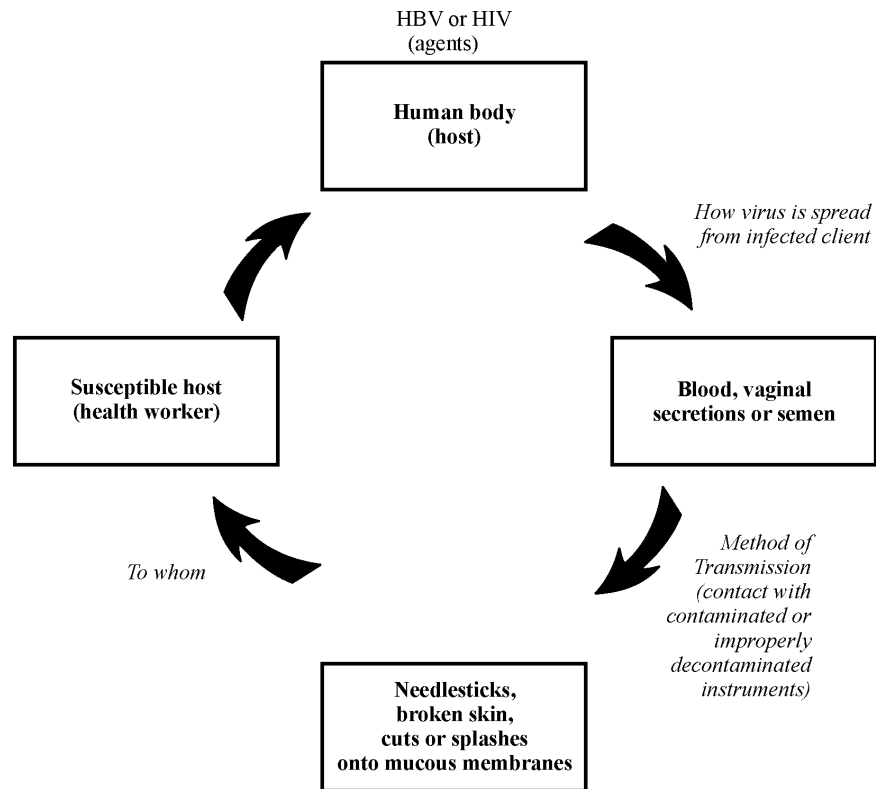 HBV or HIV
(agents)
Human body
(host)
How virus is spread
from infected client
Susceptible host
(health worker)
Blood, vaginal
secretions or semen
To whom
Method of
Transmission
(contact with
contaminated or
improperly
decontaminated
instruments)
Needlesticks,
broken skin,
cuts or splashes
onto mucous membranes